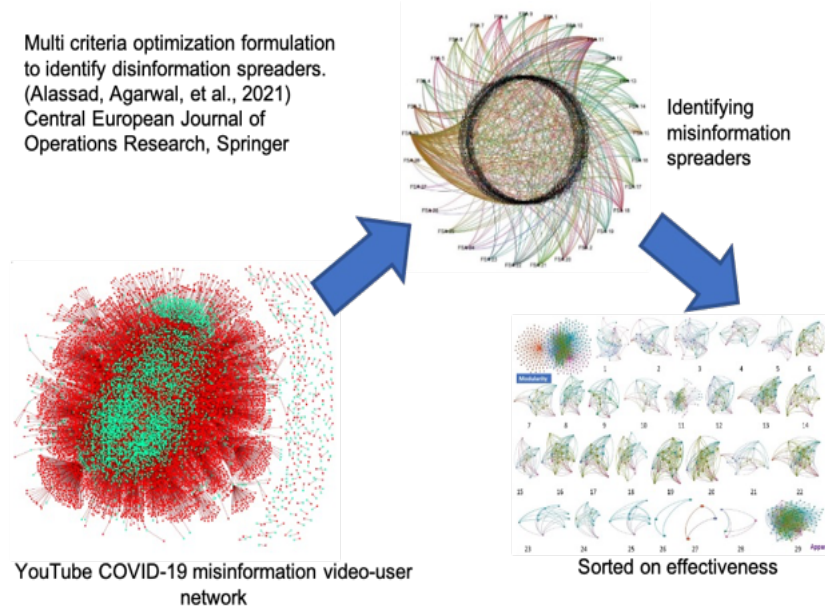 Multi criteria optimization formulation
to identify disinformation spreaders.
(Alassad, Agarwal, et al., 2021)
Central European Journal of
Operations Research, Springer
Identifying
misinformation
spreaders
Modularity
1 2 3 4 5 6
7 8 9 10 11 12 13 14
15 16 17 18 19 20 21 22
23 24 25 26 27 28 29
YouTube COVID-19 misinformation video-user
network
Sorted on effectiveness